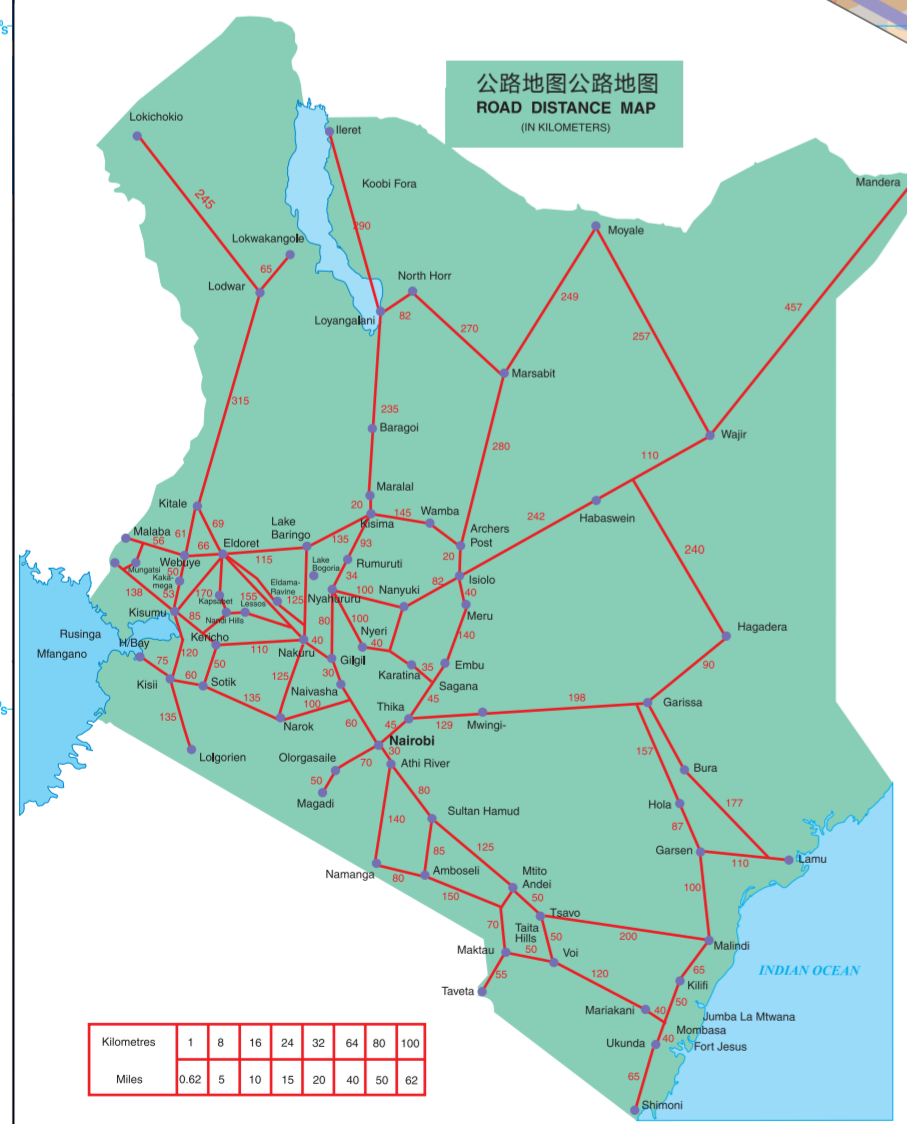 公路地图公路地图
ROAD DISTANCE MAP
(IN KILOMETERS)
Lokichokio
Ileret
Koobi Fora
Mandera
245
290
Moyale
Lokwakangole
65
Lodwar
North Horr
Loyangalani
82
270
249
257
457
Marsabit
315
235
Baragoi
280
Wajir
110
Maralal
20
145
Kitale
Kisima
Wamba
242
Habaswein
Malaba
56
61
69
Eldoret
Lake
Baringo
135
93
Archers
Post
20
240
66
115
Webuye
Mungatsi
50
Kaka-
mega
53
Lake
Bogoria
Rumuruti
34
Isiolo
82
138
170
Kapsabet
155
Lessos
Eldama-
Ravine
125
Nyahururu
100
Nanyuki
40
Meru
Kisumu
85
Nandi Hills
80
100
Nyeri
40
140
Hagadera
Rusinga
Mfangano
H/Bay
Kericho
120
110
40
Nakuru
Gilgil
Karatina
35
Embu
90
75
60
50
Kisii
Sotik
125
30
Naivasha
Sagana
45
135
135
100
Narok
60
Thika
45
129
Mwingi-
198
Garissa
Lolgorien
Nairobi
30
157
Olorgasaile
70
Athi River
50
Magadi
80
Bura
Hola
177
140
Sultan Hamud
87
85
125
Garsen
110
Lamu
Namanga
80
Amboseli
Mtito
Andei
150
50
100
Tsavo
Taita
Hills
50
200
70
Malindi
Maktau
50
Voi
INDIAN OCEAN
55
120
65
Kilifi
Taveta
50
Mariakani
40
Jumba La Mtwana
Mombasa
Ukunda
40
Fort Jesus
65
Shimoni
Kilometres 1 8 16 24 32 64 80 100
Miles 0.62 5 10 15 20 40 50 62